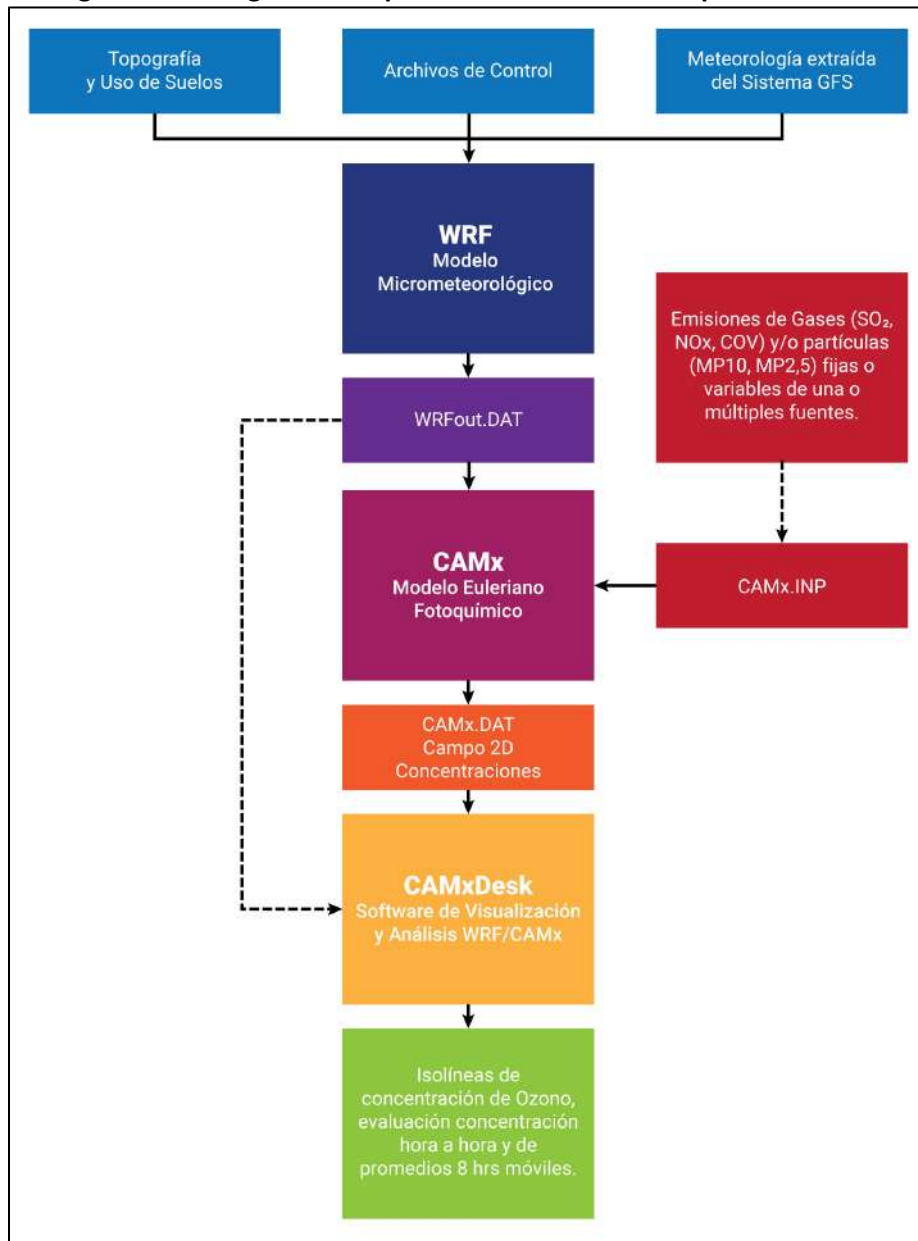 Topografía
y Uso de Suelos
Archivos de Control
Meteorología extraída
del Sistema GFS
WRF
Modelo
Micrometeorológico
Emisiones de Gases (SO₂,
NOx, COV) y/o partículas
(MP10, MP2,5) fijas o
variables de una o
múltiples fuentes.
WRFout.DAT
CAMx
Modelo Euleriano
Fotoquímico
CAMx.INP
CAMx.DAT
Campo 2D
Concentraciones
CAMxDesk
Software de Visualización
y Análisis WRF/CAMx
Isolíneas de
concentración de Ozono,
evaluación concentración
hora a hora y de
promedios 8 hrs móviles.